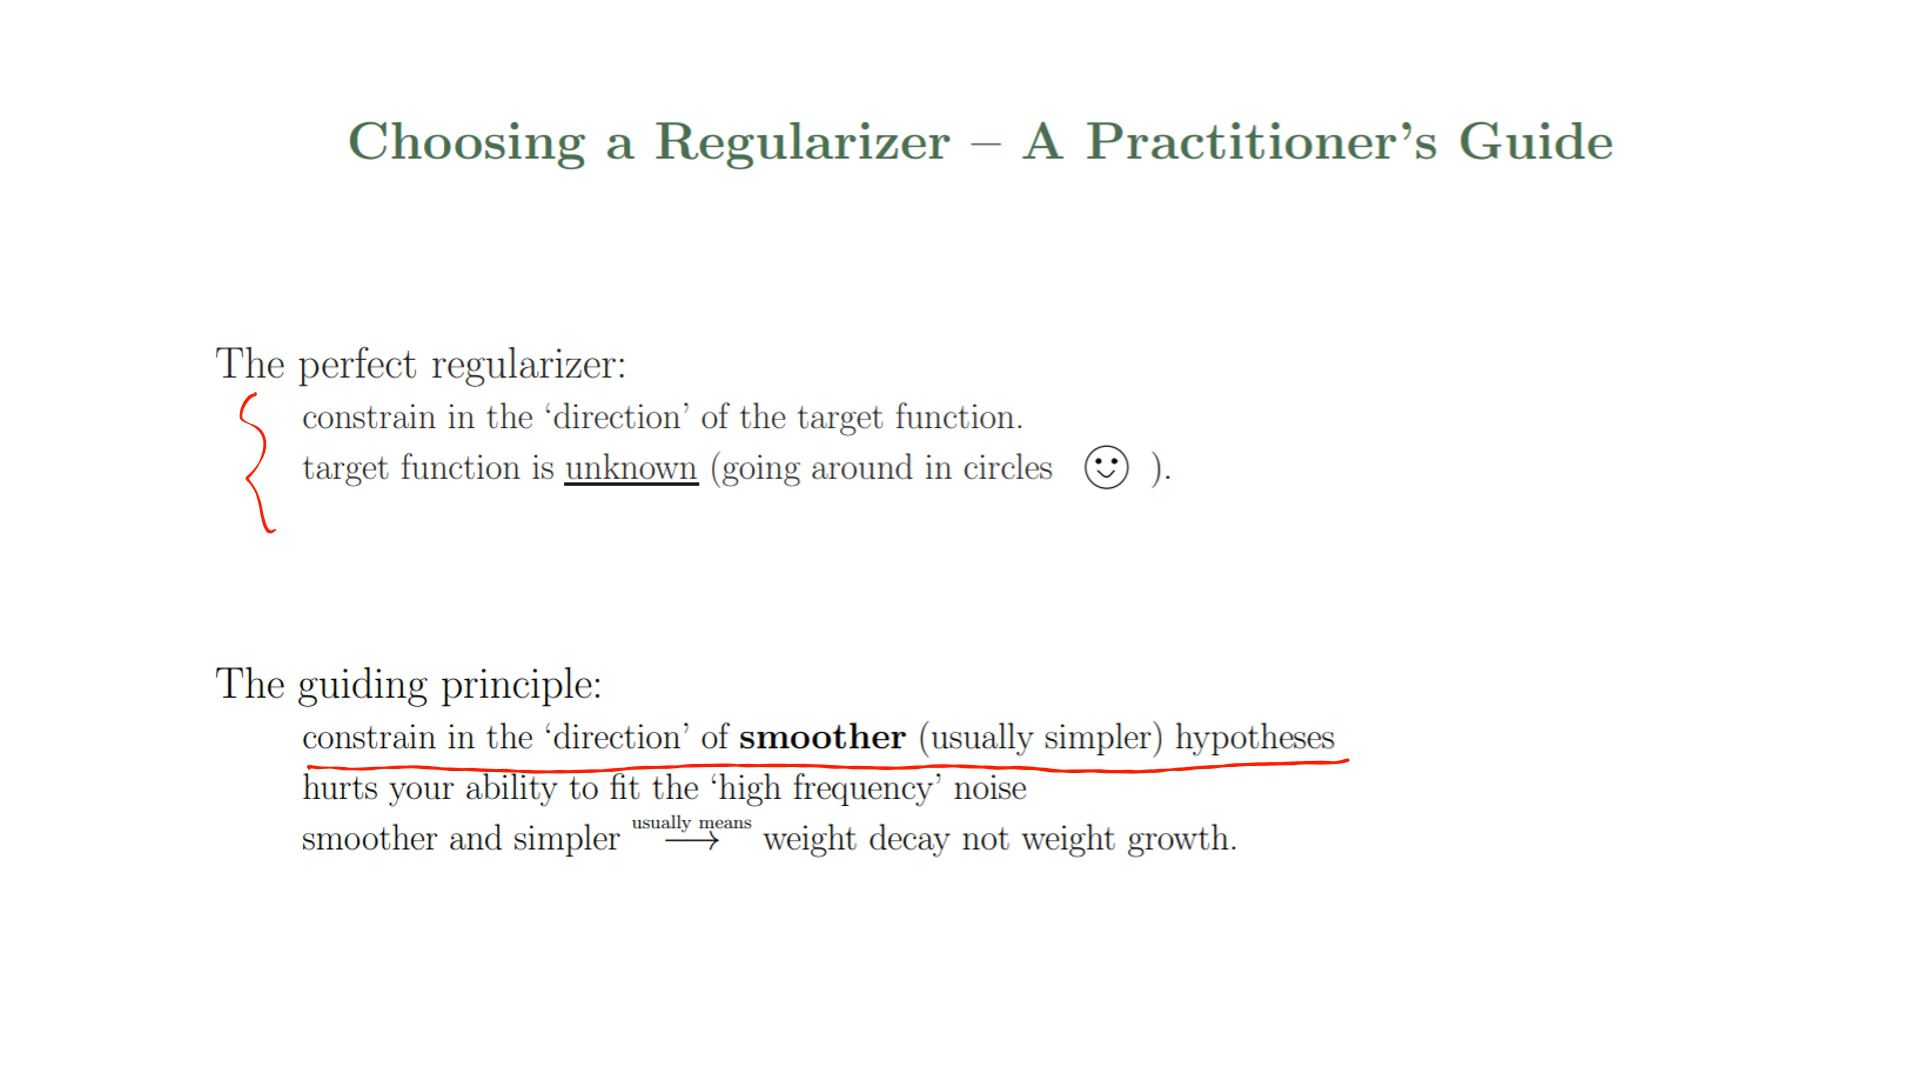 Choosing a Regularizer – A Practitioner's Guide
The perfect regularizer:
constrain in the ‘direction’ of the target function.
target function is unknown (going around in circles ).
The guiding principle:
constrain in the ‘direction’ of smoother (usually simpler) hypotheses
hurts your ability to fit the ‘high frequency’ noise
smoother and simpler usually means ⟶ weight decay not weight growth.